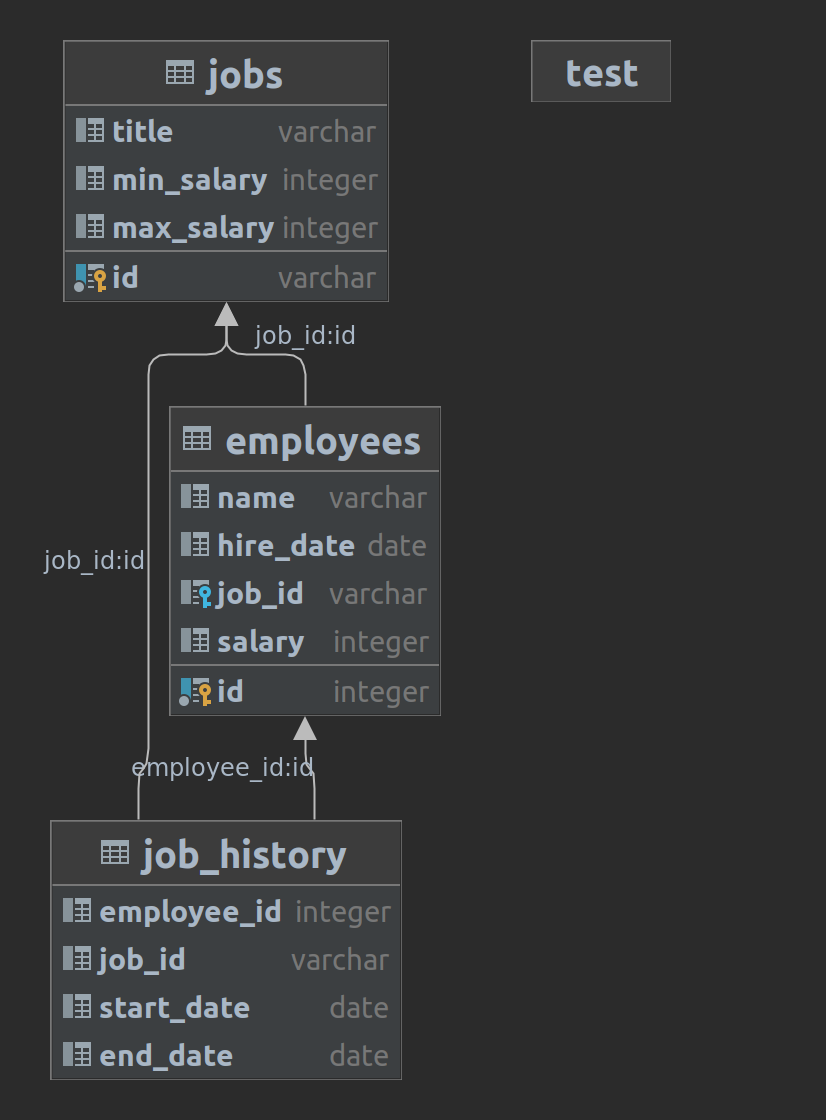 jobs
title varchar
min_salary integer
max_salary integer
id varchar
test
job_id:id
employees
name varchar
hire_date date
job_id varchar
salary integer
id integer
job_id:id
employee_id:id
job_history
employee_id integer
job_id varchar
start_date date
end_date date